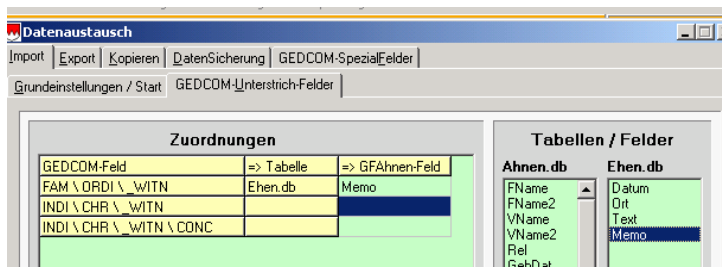 Datenaustausch
Import Export Kopieren DatenSicherung GEDCOM-SpezialFelder
Grundeinstellungen / Start GEDCOM-Unterstrich-Felder
Zuordnungen
GEDCOM-Feld => Tabelle => GFAhnen-Feld
FAM \ ORDI \ _WITN Ehen.db Memo
INDI \ CHR \ _WITN
INDI \ CHR \ _WITN \ CONC
Tabellen / Felder
Ahnen.db Ehen.db
FName Datum
FName2 Ort
VName Text
VName2 Memo
Rel
GebDat